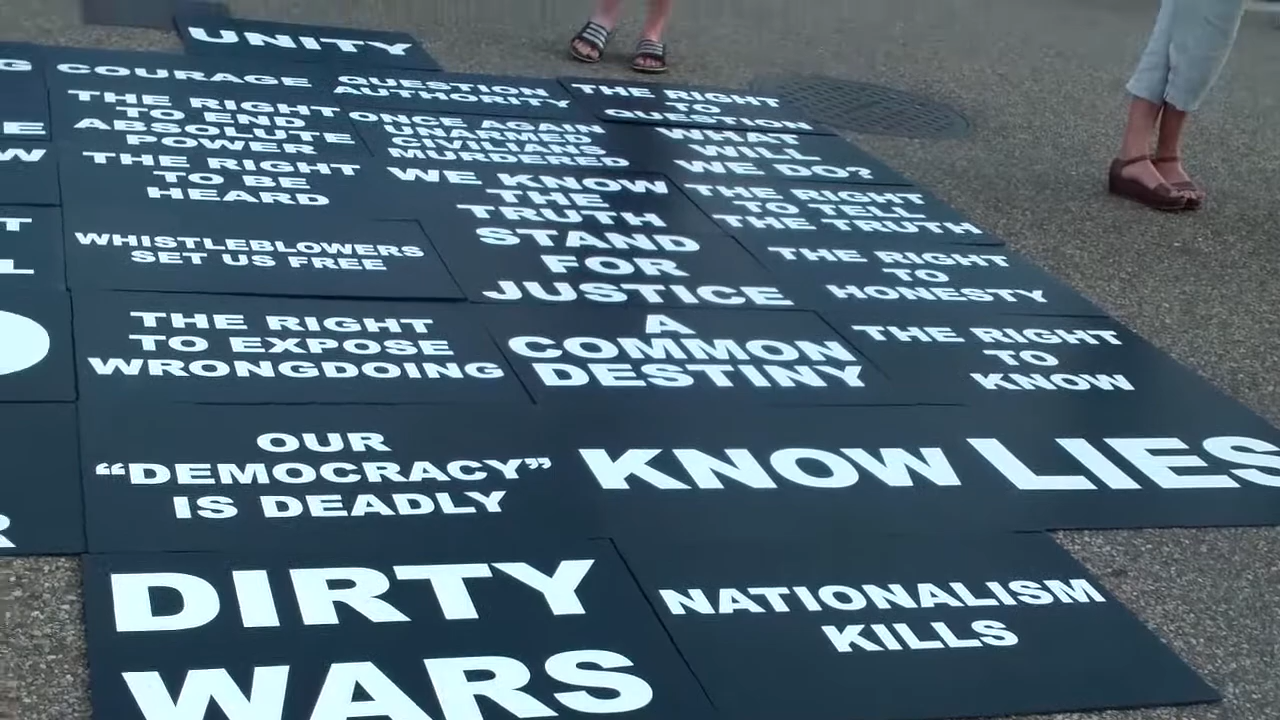 UNITY
COURAGE
QUESTION
AUTHORITY
THE RIGHT
TO
QUESTION
THE RIGHT
TO END
ABSOLUTE
POWER
ONCE AGAIN
UNARMED
CIVILIANS
MURDERED
WHAT
WILL
WE DO?
THE RIGHT
TO BE
HEARD
WE KNOW
THE
TRUTH
THE RIGHT
TO TELL
THE TRUTH
WHISTLEBLOWERS
SET US FREE
STAND
FOR
JUSTICE
THE RIGHT
TO
HONESTY
THE RIGHT
TO EXPOSE
WRONGDOING
A
COMMON
DESTINY
THE RIGHT
TO
KNOW
OUR
“DEMOCRACY”
IS DEADLY
KNOW LIES
DIRTY
WARS
NATIONALISM
KILLS